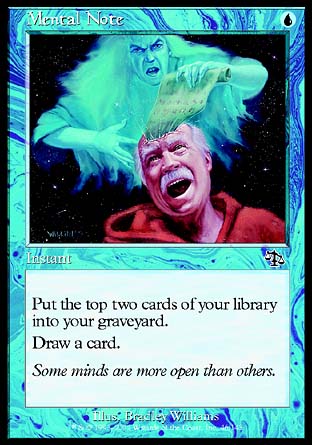 Mental Note
Instant
Put the top two cards of your library
into your graveyard.
Draw a card.
Some minds are more open than others.
Illus. Bradley Williams